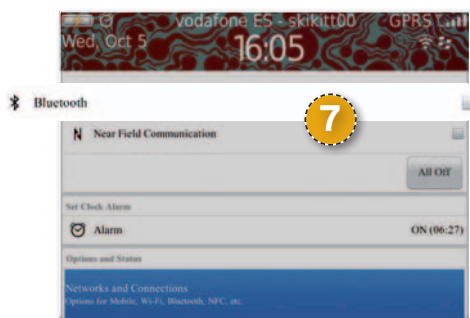 vodafone ES - skikitt00 GPRS
Wed, Oct 5
16:05
Bluetooth
7
Near Field Communication
All Off
Set Clock Alarm
Alarm ON (06:27)
Options and Status
Networks and Connections
Options for Mobile, Wi-Fi, Bluetooth, NFC, etc.